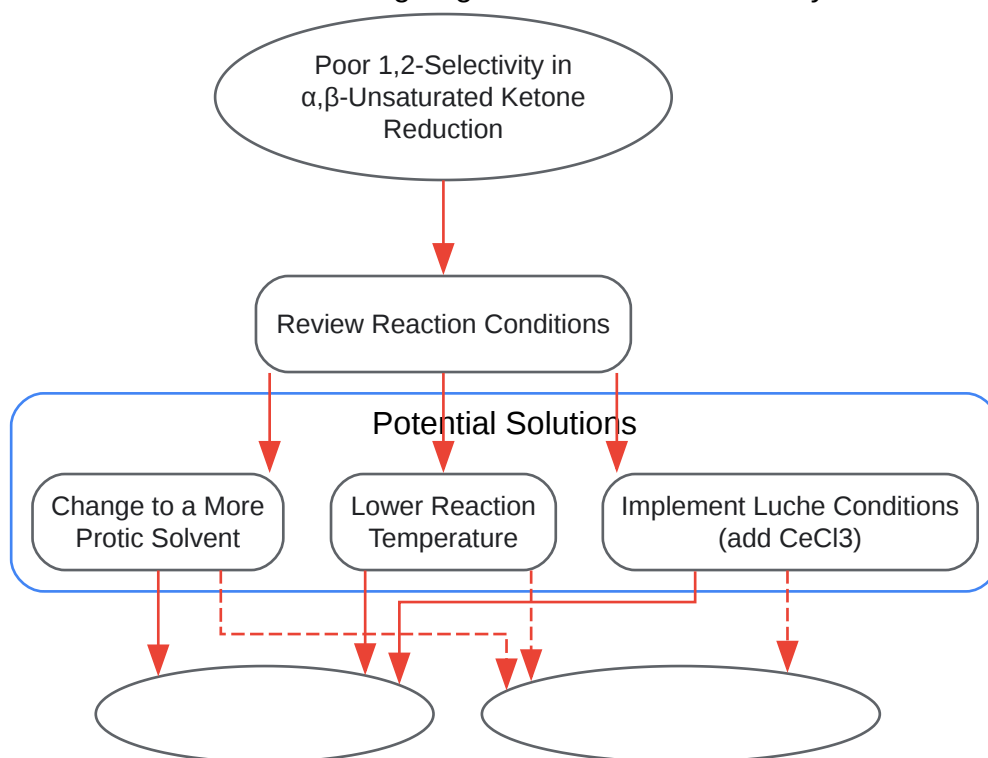 Poor 1,2-Selectivity in
α,β-Unsaturated Ketone
Reduction
Review Reaction Conditions
Potential Solutions
Change to a More
Protic Solvent
Lower Reaction
Temperature
Implement Luche Conditions
(add CeCl3)